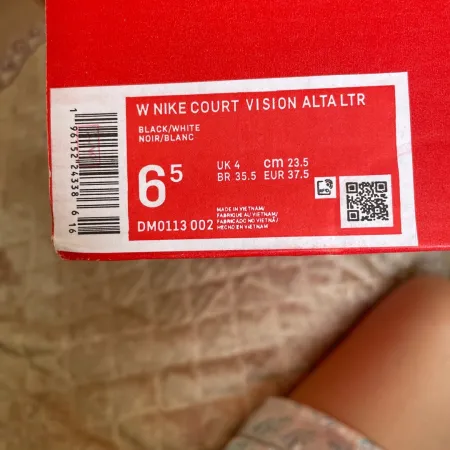 W NIKE COURT VISION ALTA LTR
BLACK/WHITE
NOIR/BLANC
6⁵
UK 4 cm 23.5
BR 35.5 EUR 37.5
DM0113 002
MADE IN VIETNAM/
FABRIQUE AU VIETNAM/
FABRICADO NO VIETNÃ/
HECHO EN VIETNAM
1 96152 24338 6 16